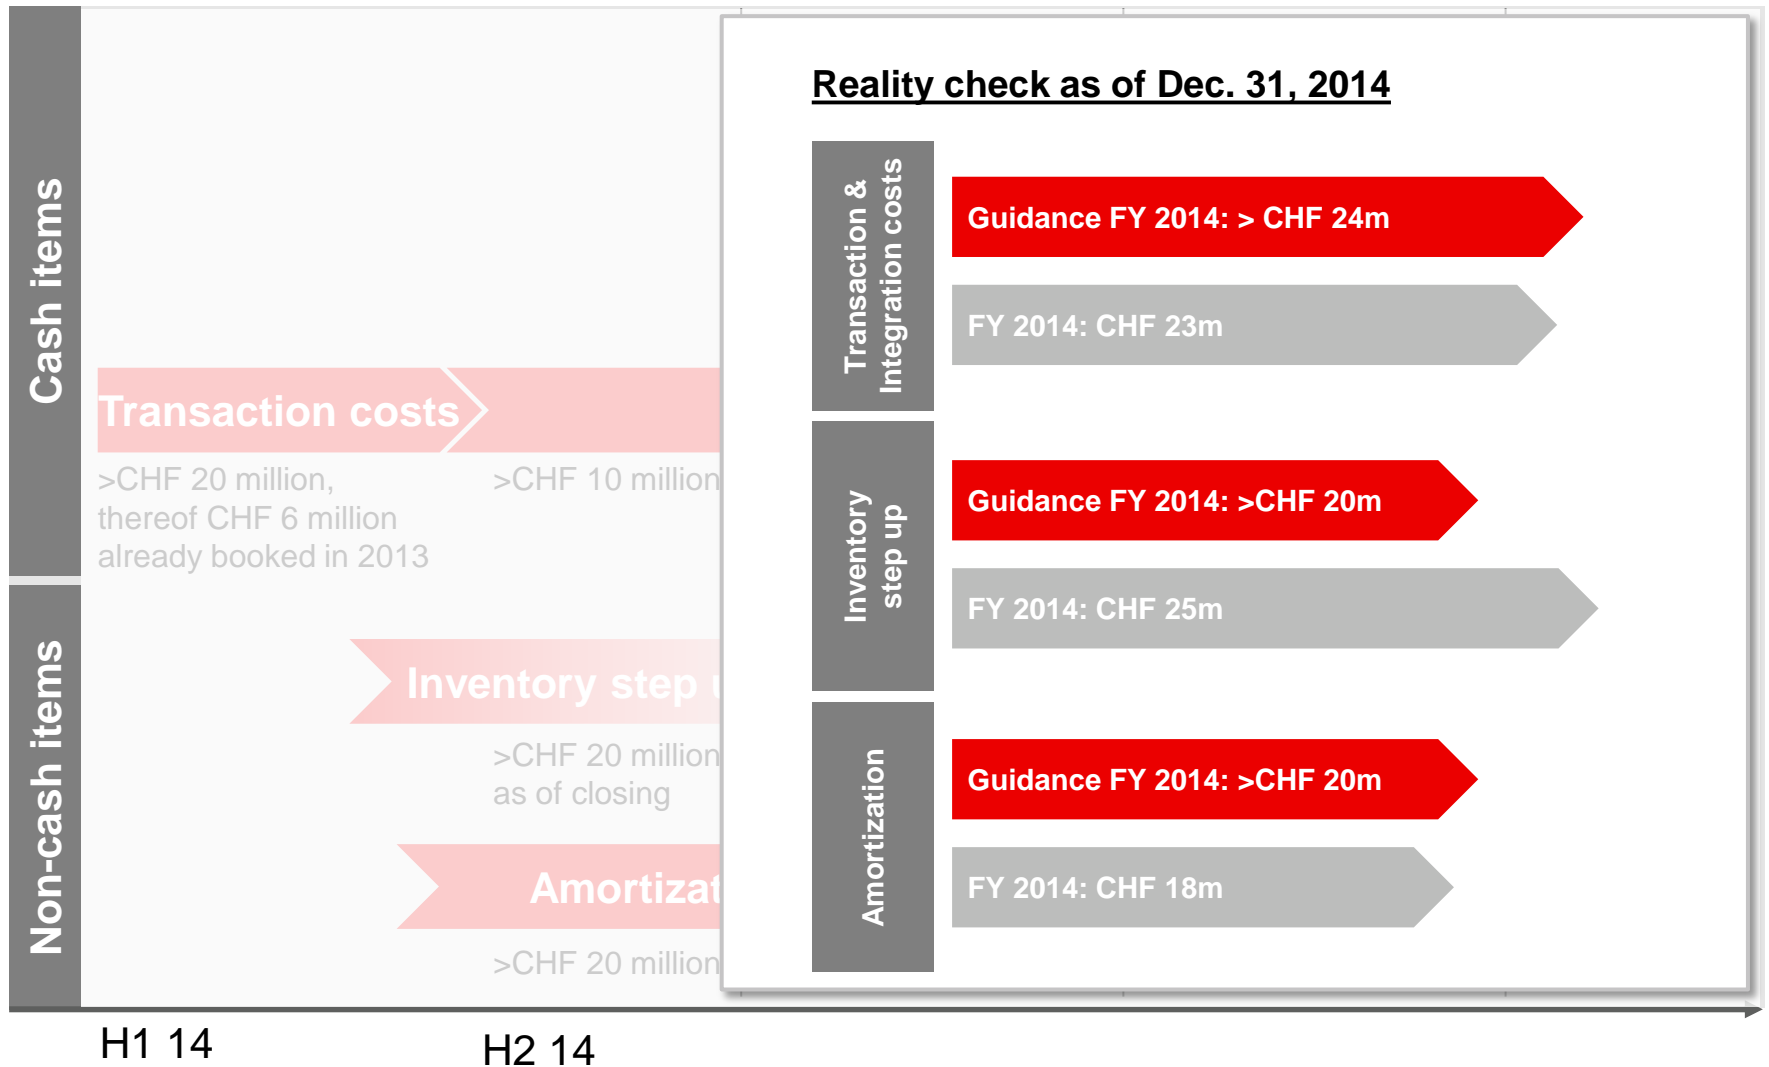 Cash items
Transaction costs
>CHF 20 million,
thereof CHF 6 million
already booked in 2013
>CHF 10 million
Non-cash items
Inventory step
>CHF 20 million
as of closing
>CHF 20 million
H1 14
H2 14
Reality check as of Dec. 31, 2014
Transaction &
Integration costs
Guidance FY 2014: > CHF 24m
FY 2014: CHF 23m
Inventory
step up
Guidance FY 2014: >CHF 20m
FY 2014: CHF 25m
Amortization
Guidance FY 2014: >CHF 20m
FY 2014: CHF 18m